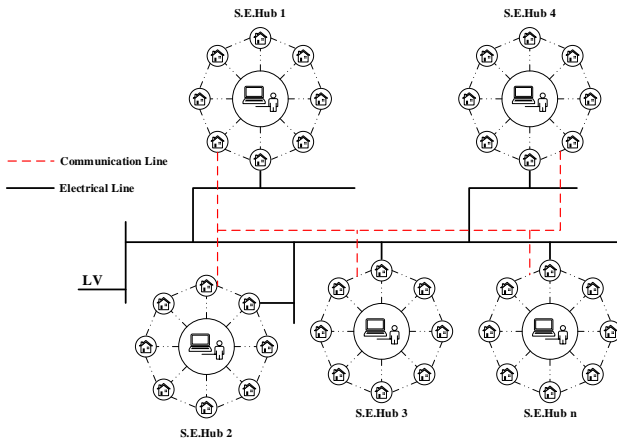 S.E.Hub 1
S.E.Hub 4
Communication Line
Electrical Line
LV
S.E.Hub 3
S.E.Hub n
S.E.Hub 2